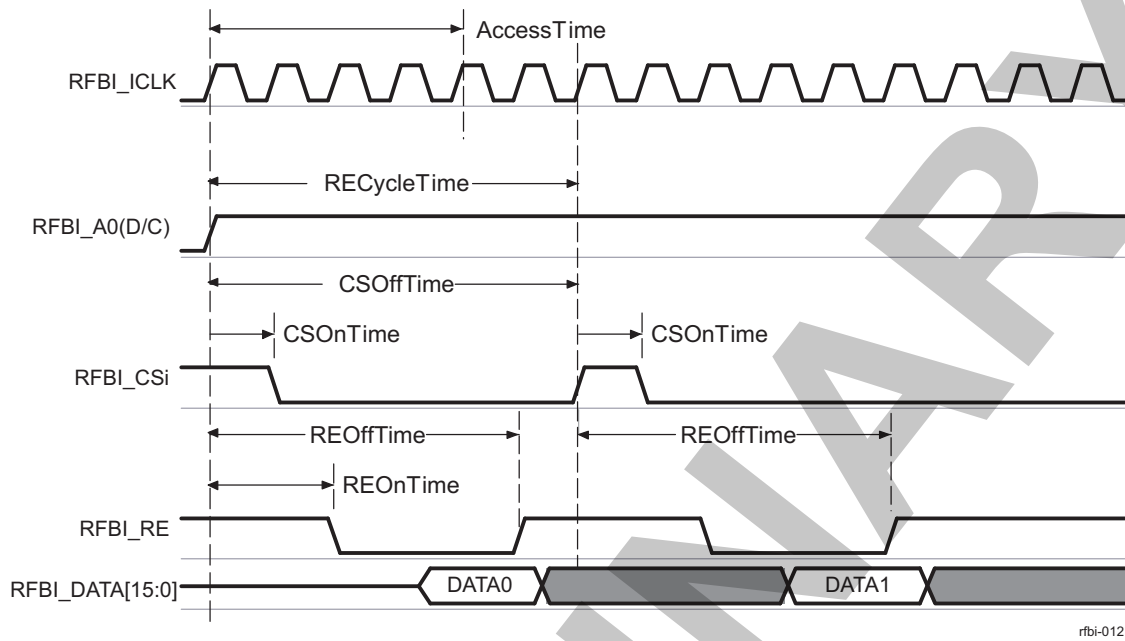 AccessTime
RFBI_ICLK
RECycleTime
RFBI_A0(D/C)
CSOffTime
CSOnTime CSOnTime
RFBI_CSi
REOffTime REOffTime
REOnTime
RFBI_RE
RFBI_DATA[15:0] DATA0 DATA1
rfbi-012
INARY